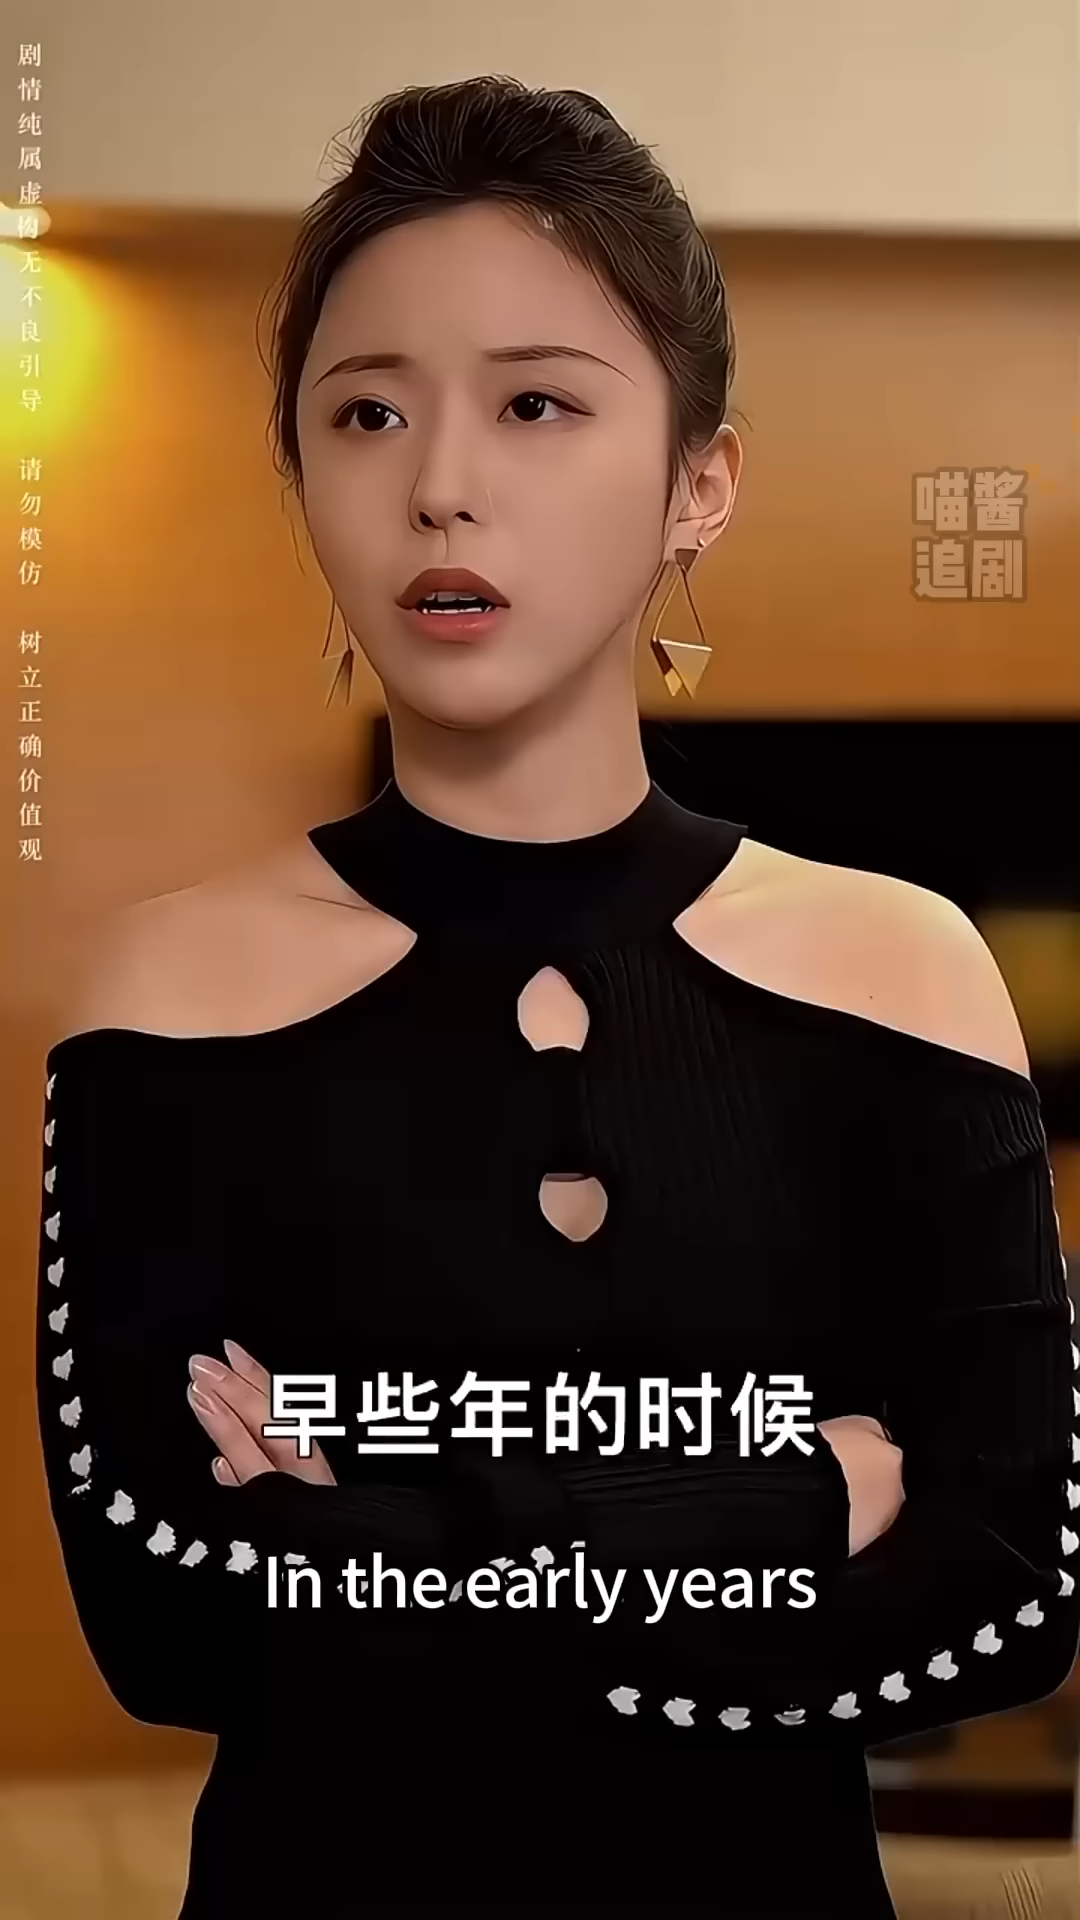 剧情纯属虚构无不良引导 请勿模仿 树立正确价值观
喵酱
追剧
早些年的时候
In the early years